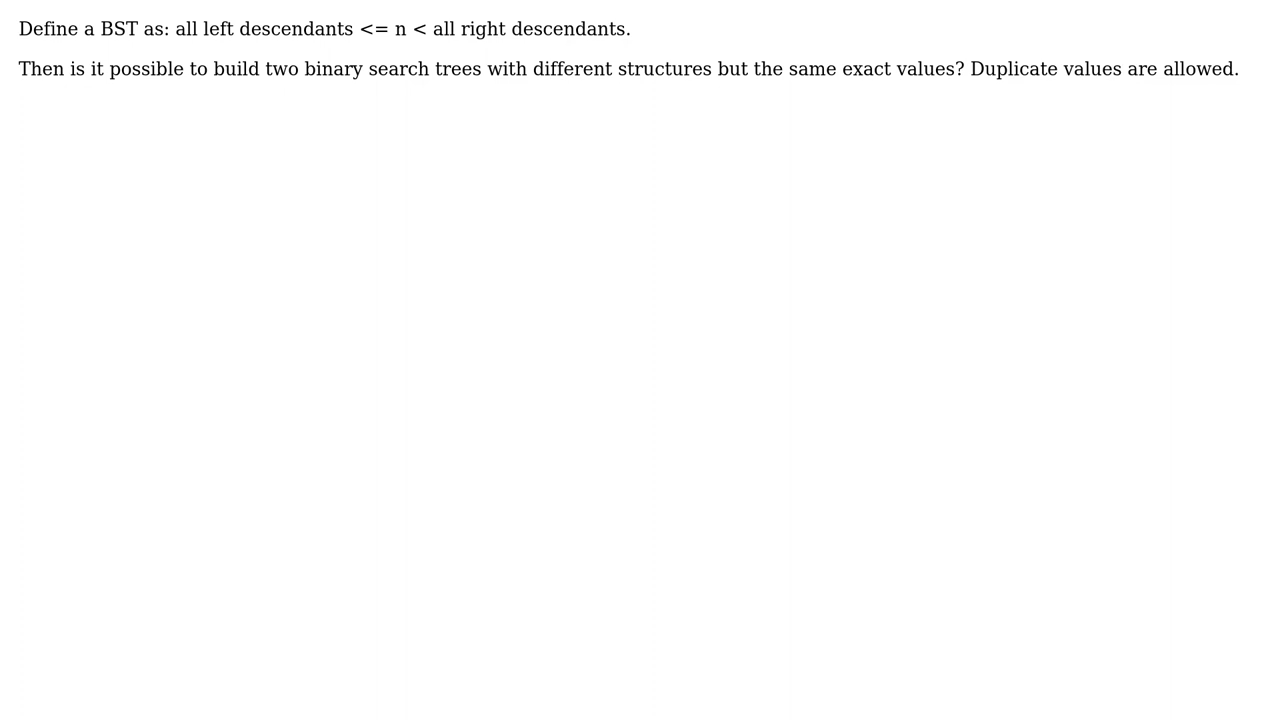 Define a BST as: all left descendants <= n < all right descendants.
Then is it possible to build two binary search trees with different structures but the same exact values? Duplicate values are allowed.